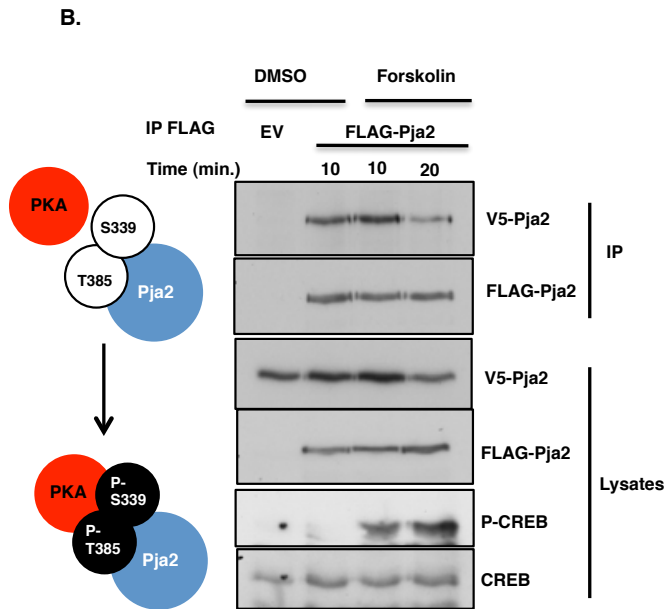 B.
DMSO Forskolin
IP FLAG EV FLAG-Pja2
Time (min.) 10 10 20
PKA
S339
T385
Pja2
V5-Pja2
FLAG-Pja2
IP
V5-Pja2
FLAG-Pja2
P-CREB
CREB
Lysates
PKA
P-
S339
P-
T385
Pja2